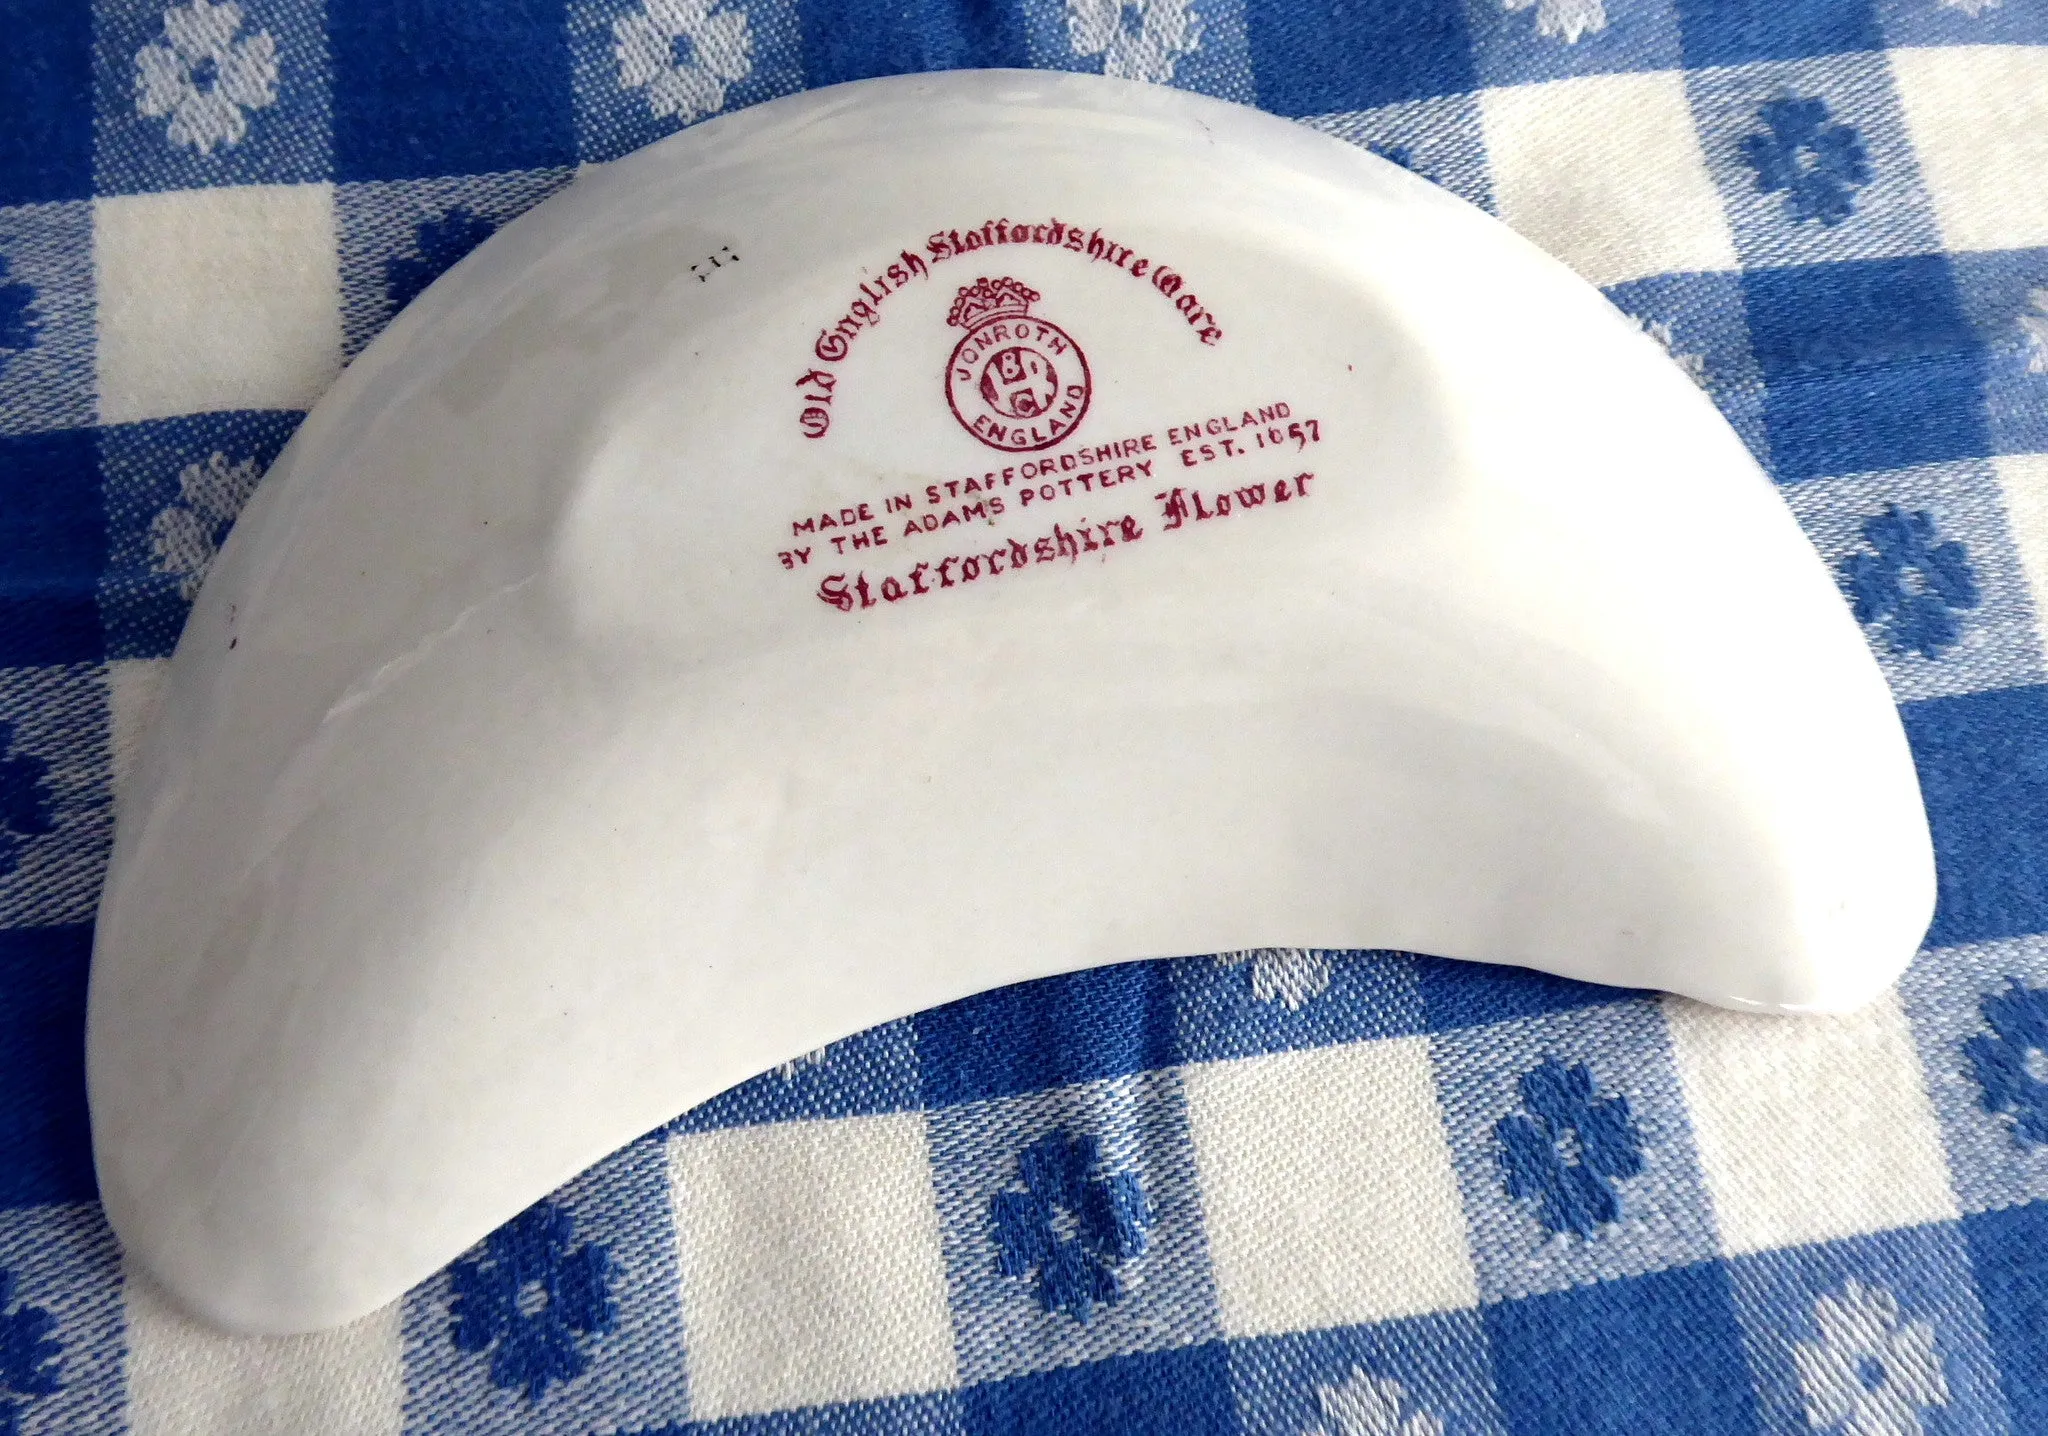 Old English Staffordshire Ware
JONROTH
ENGLAND
MADE IN STAFFORDSHIRE ENGLAND
BY THE ADAMS POTTERY EST. 1657
Staffordshire Flower